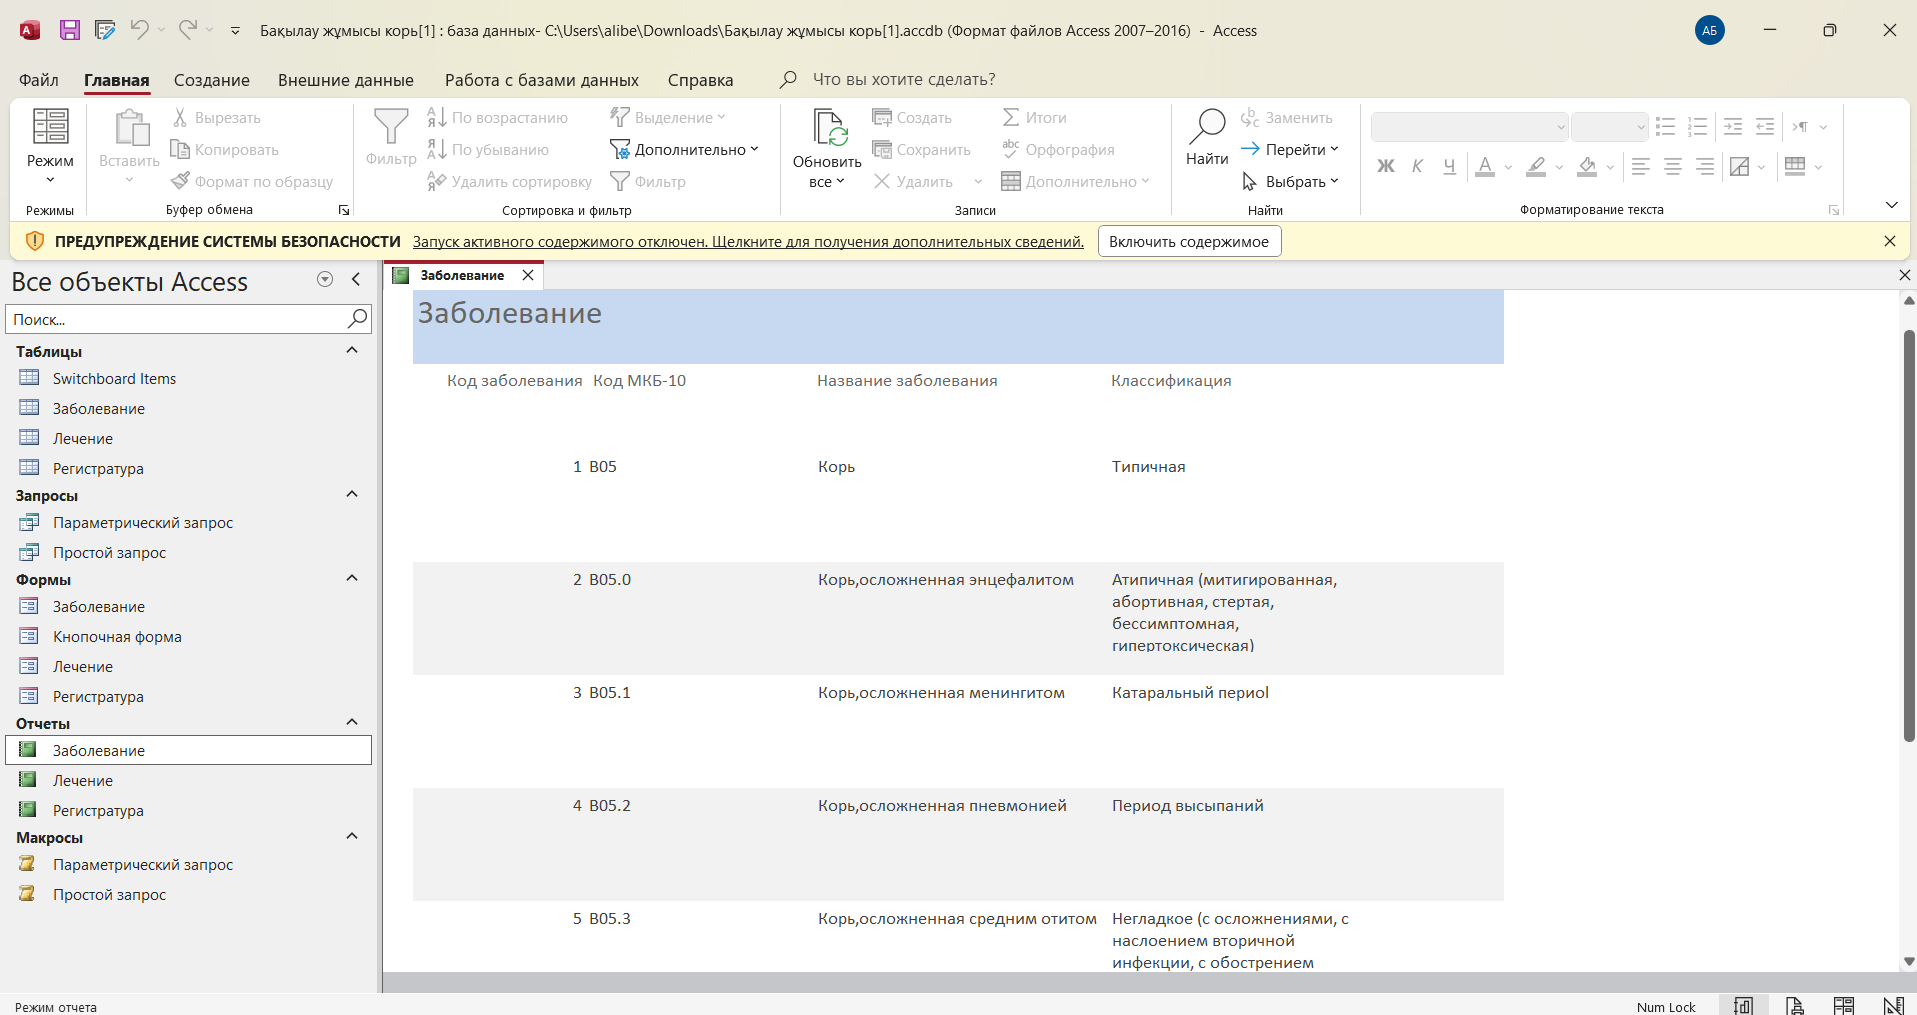 Бақылау жұмысы корь[1] : база данных- C:\Users\alibe\Downloads\Бақылау жұмысы корь[1].accdb (Формат файлов Access 2007–2016) - Access
АБ
Файл Главная Создание Внешние данные Работа с базами данных Справка Что вы хотите сделать?
Режим
Режимы
Вставить
Вырезать
Копировать
Формат по образцу
Буфер обмена
Фильтр
По возрастанию
По убыванию
Удалить сортировку
Выделение
Дополнительно
Фильтр
Сортировка и фильтр
Обновить
все
Создать
Сохранить
Удалить
Итоги
Орфография
Дополнительно
Записи
Найти
Заменить
Перейти
Выбрать
Найти
Ж К Ч
Форматирование текста
ПРЕДУПРЕЖДЕНИЕ СИСТЕМЫ БЕЗОПАСНОСТИ Запуск активного содержимого отключен. Щелкните для получения дополнительных сведений. Включить содержимое
Все объекты Access
Поиск...
Таблицы
Switchboard Items
Заболевание
Лечение
Регистратура
Запросы
Параметрический запрос
Простой запрос
Формы
Заболевание
Кнопочная форма
Лечение
Регистратура
Отчеты
Заболевание
Лечение
Регистратура
Макросы
Параметрический запрос
Простой запрос
Заболевание
Заболевание
Код заболевания Код МКБ-10 Название заболевания Классификация
1 B05 Корь Типичная
2 B05.0 Корь,осложненная энцефалитом Атипичная (митигированная,
абортивная, стертая,
бессимптомная,
гипертоксическая)
3 B05.1 Корь,осложненная менингитом Катаральный периоl
4 B05.2 Корь,осложненная пневмонией Период высыпаний
5 B05.3 Корь,осложненная средним отитом Негладкое (с осложнениями, с
наслоением вторичной
инфекции, с обострением
Режим отчета
Num Lock